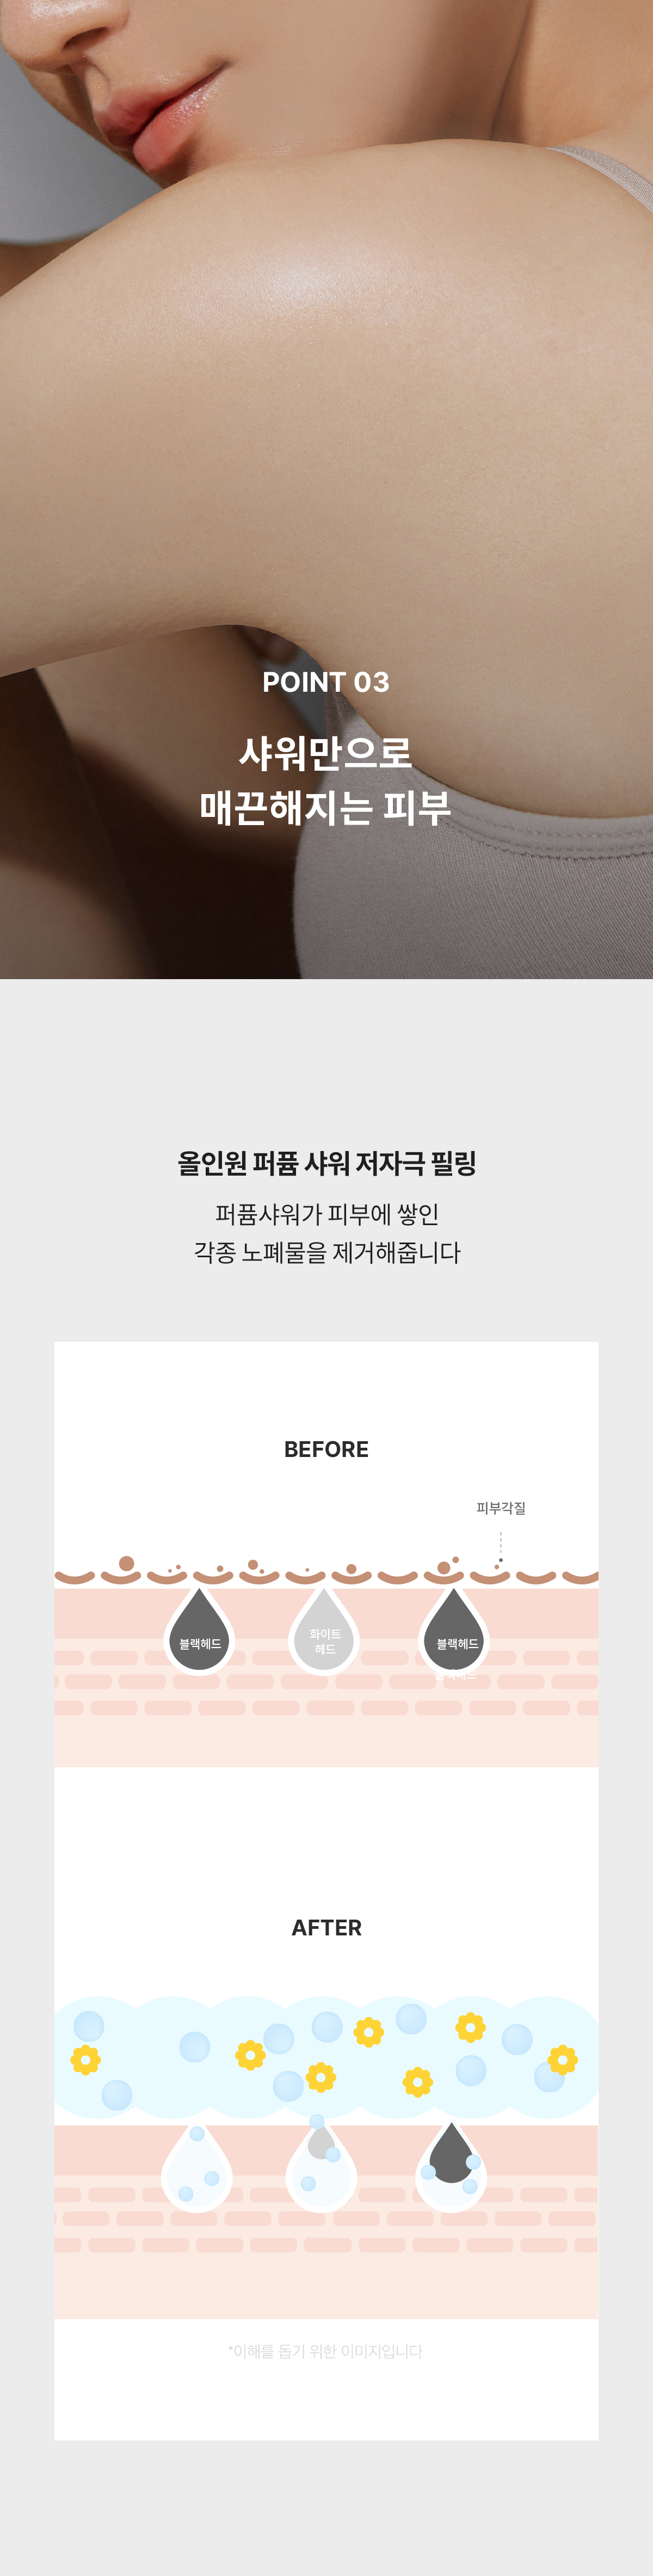 POINT 03
샤워만으로
매끈해지는 피부
올인원 퍼퓸 샤워 저자극 필링
퍼퓸샤워가 피부에 쌓인
각종 노폐물을 제거해줍니다
BEFORE
피부각질
블랙헤드
화이트
헤드
블랙헤드
AFTER
*이해를 돕기 위한 이미지입니다.